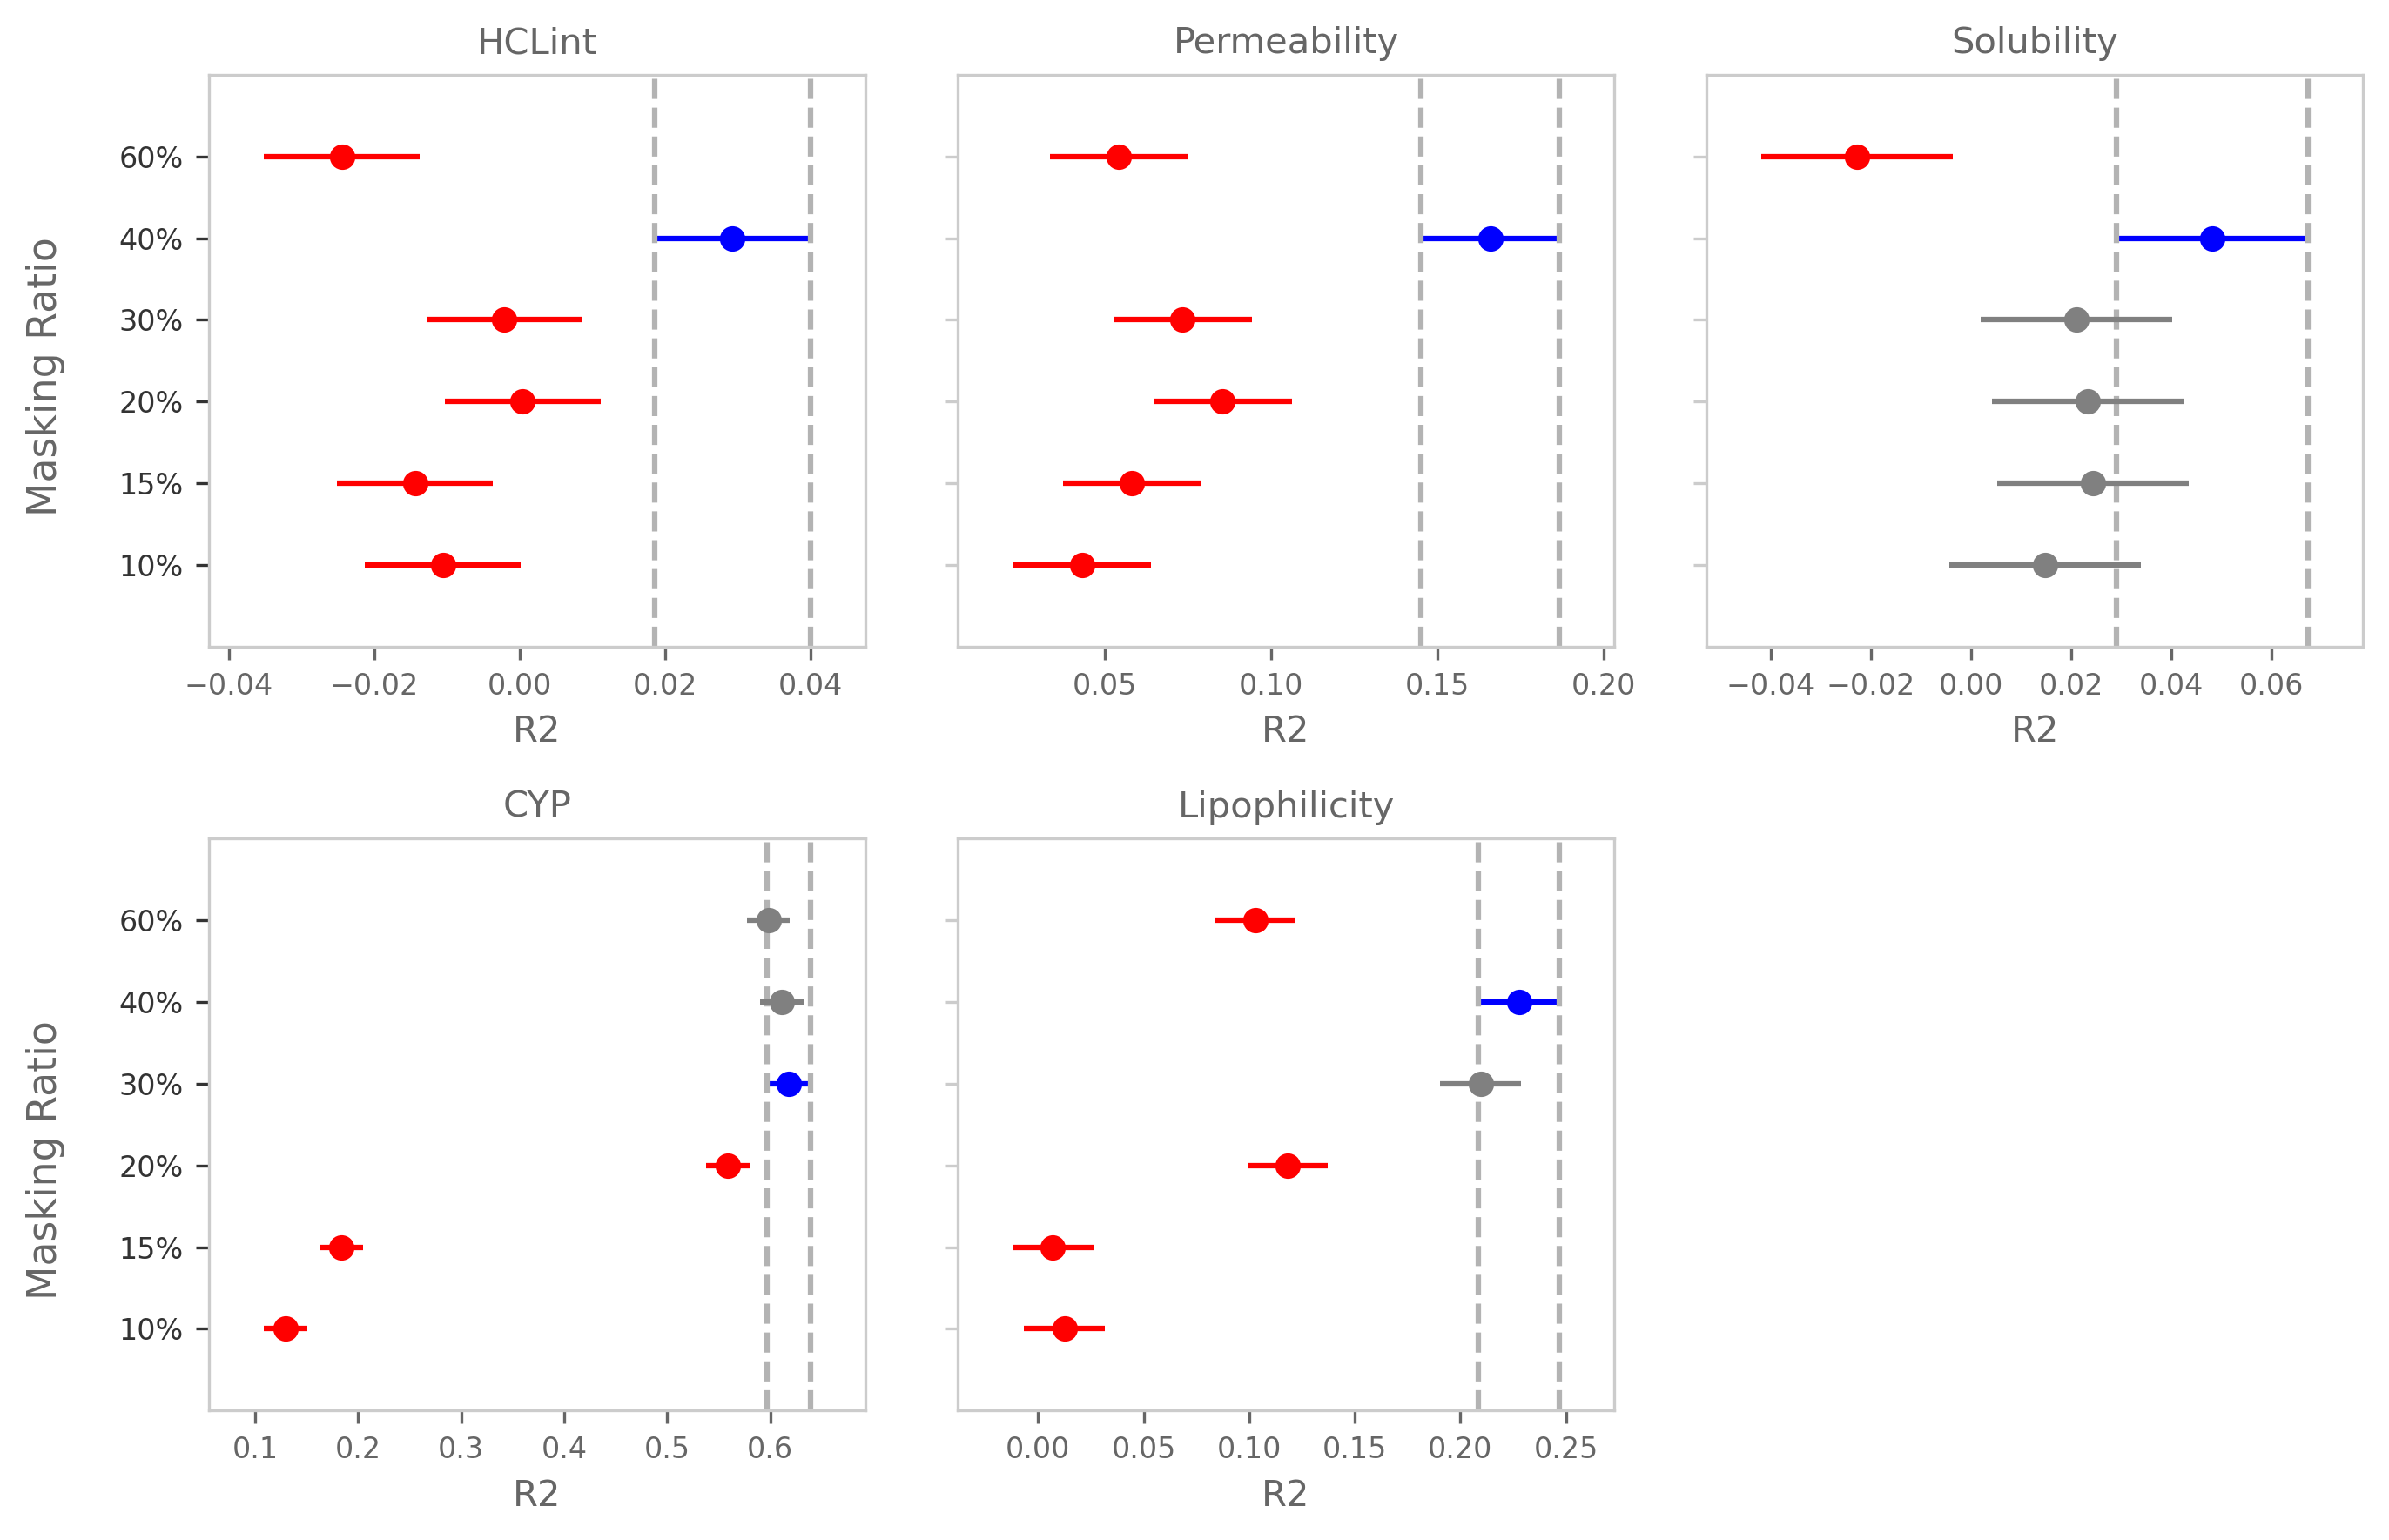 HCLint
Permeability
Solubility
Masking Ratio
60%
40%
30%
20%
15%
10%
−0.04 −0.02 0.00 0.02 0.04
0.05 0.10 0.15 0.20
−0.04 −0.02 0.00 0.02 0.04 0.06
R2
R2
R2
CYP
Lipophilicity
Masking Ratio
60%
40%
30%
20%
15%
10%
0.1 0.2 0.3 0.4 0.5 0.6
0.00 0.05 0.10 0.15 0.20 0.25
R2
R2